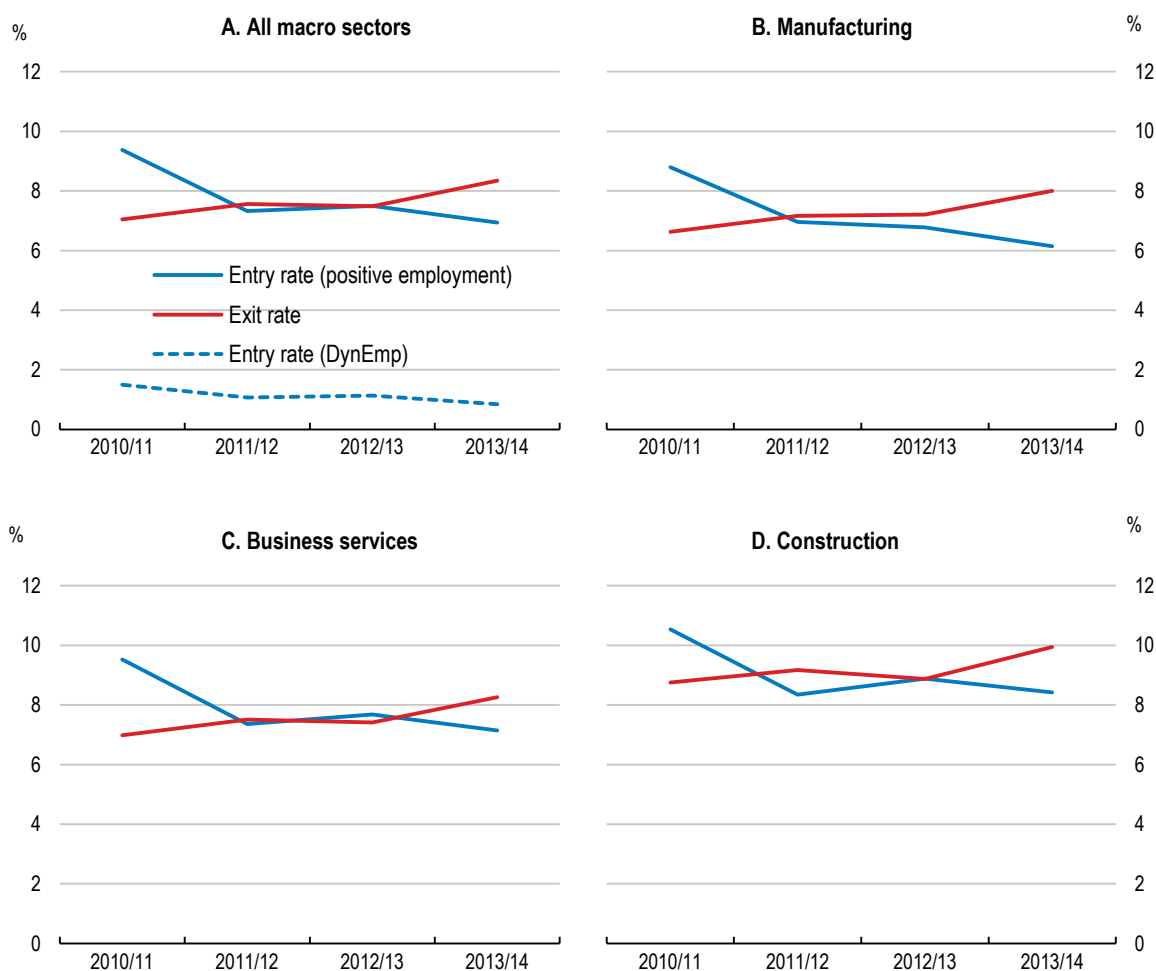 A. All macro sectors
%
12
10
8
6
4
2
0
Entry rate (positive employment)
Exit rate
Entry rate (DynEmp)
2010/11 2011/12 2012/13 2013/14
B. Manufacturing
%
12
10
8
6
4
2
0
2010/11 2011/12 2012/13 2013/14
C. Business services
%
12
10
8
6
4
2
0
2010/11 2011/12 2012/13 2013/14
D. Construction
%
12
10
8
6
4
2
0
2010/11 2011/12 2012/13 2013/14